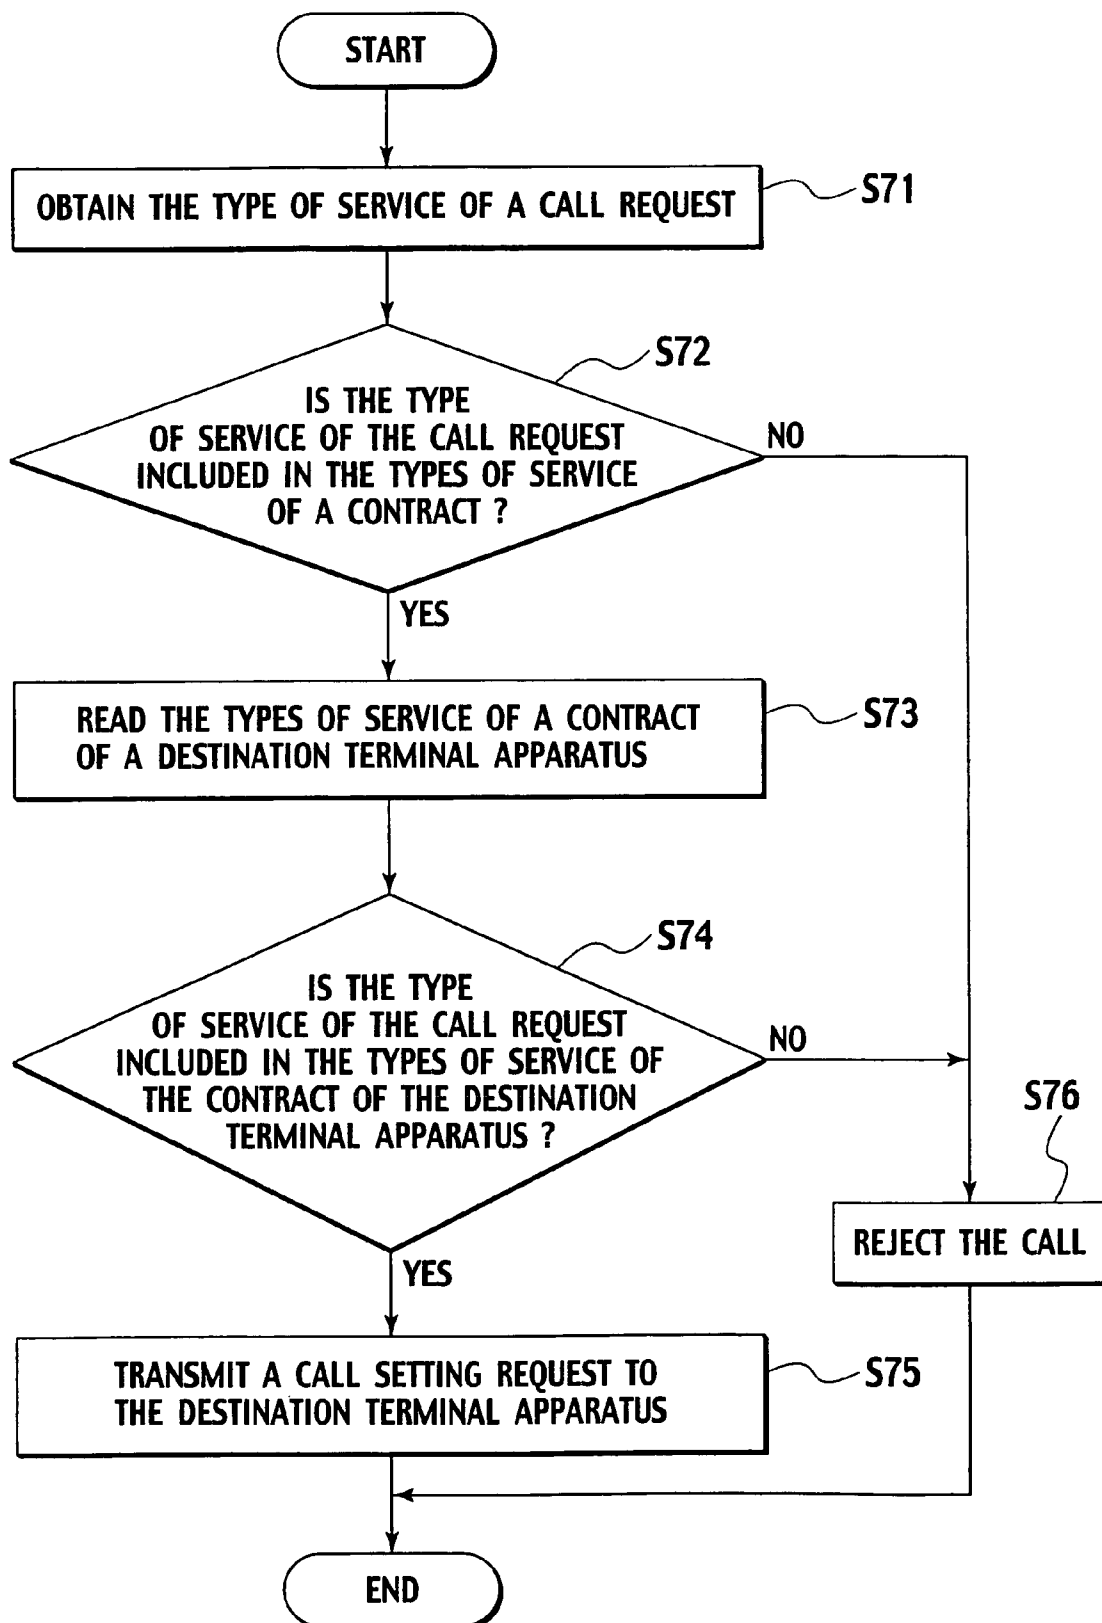 START
OBTAIN THE TYPE OF SERVICE OF A CALL REQUEST
S71
S72
IS THE TYPE
OF SERVICE OF THE CALL REQUEST
INCLUDED IN THE TYPES OF SERVICE
OF A CONTRACT ?
NO
YES
READ THE TYPES OF SERVICE OF A CONTRACT
OF A DESTINATION TERMINAL APPARATUS
S73
S74
IS THE TYPE
OF SERVICE OF THE CALL REQUEST
INCLUDED IN THE TYPES OF SERVICE OF
THE CONTRACT OF THE DESTINATION
TERMINAL APPARATUS ?
NO
YES
S76
REJECT THE CALL
TRANSMIT A CALL SETTING REQUEST TO
THE DESTINATION TERMINAL APPARATUS
S75
END